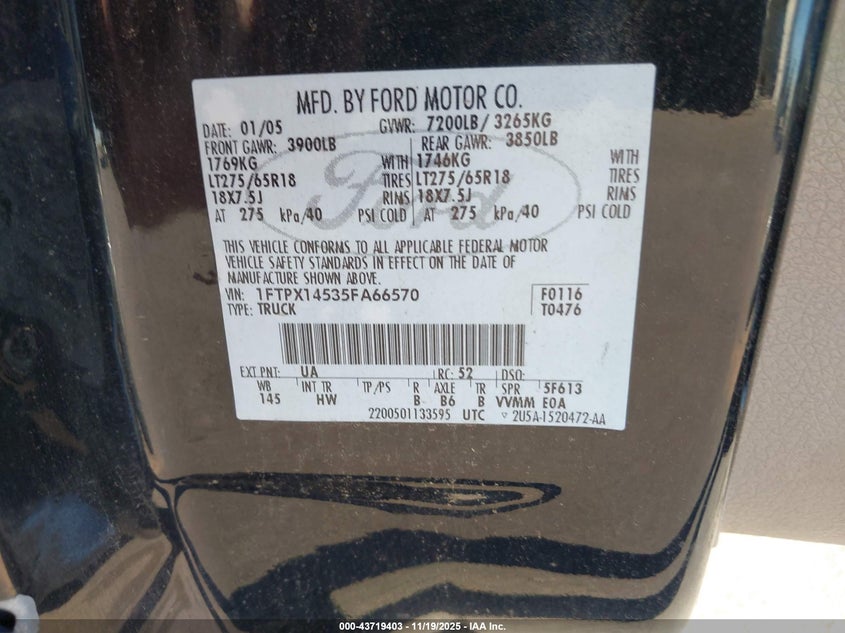 MFD. BY FORD MOTOR CO.
DATE: 01/05 GVWR: 7200LB/ 3265KG
FRONT GAWR: 3900LB REAR GAWR: 3850LB
1769KG WITH 1746KG WITH
LT275/65R18 TIRES LT275/65R18 TIRES
18X7.5J RIMS 18X7.5J RIMS
AT 275 kPa/40 PSI COLD AT 275 kPa/40 PSI COLD
Ford
THIS VEHICLE CONFORMS TO ALL APPLICABLE FEDERAL MOTOR
VEHICLE SAFETY STANDARDS IN EFFECT ON THE DATE OF
MANUFACTURE SHOWN ABOVE.
VIN: 1FTPX14535FA66570 F0116
TYPE: TRUCK T0476
EXT PNT: UA RC: 52 DSO:
WB INT TR TP/PS R AXLE TR SPR 5F613
145 HW B B6 B VVMM E0A
2200501133595 UTC 2U5A-1520472-AA
000-43719403 - 11/19/2025 - IAA Inc.